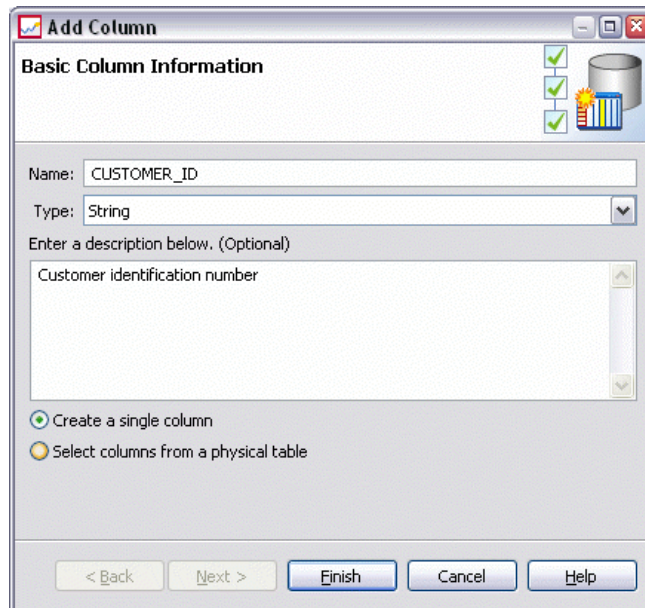 Add Column
Basic Column Information
Name: CUSTOMER_ID
Type: String
Enter a description below. (Optional)
Customer identification number
Create a single column
Select columns from a physical table
< Back Next > Finish Cancel Help